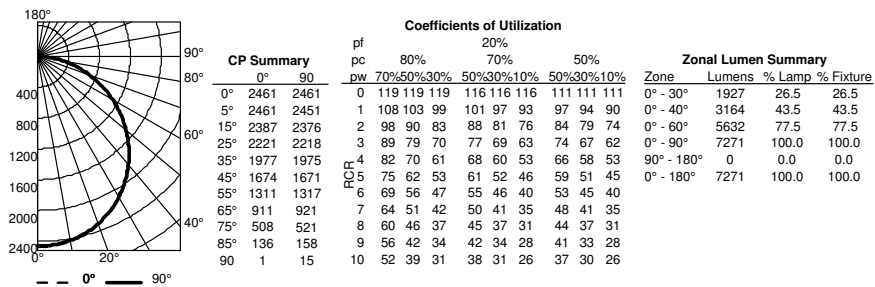 180°
90°
80°
60°
40°
400
800
1200
1600
2000
2400
0° 20°
0° 90°
CP Summary
0° 90
0° 2461 2461
5° 2461 2451
15° 2387 2376
25° 2221 2218
35° 1977 1975
45° 1674 1671
55° 1311 1317
65° 911 921
75° 508 521
85° 136 158
90 1 15
Coefficients of Utilization
pf 20%
pc 80% 70% 50%
pw 70%50%30% 50%30%10% 50%30%10%
RCR
0 119 119 119 116 116 116 111 111 111
1 108 103 99 101 97 93 97 94 90
2 98 90 83 88 81 76 84 79 74
3 89 79 70 77 69 63 74 67 62
4 82 70 61 68 60 53 66 58 53
5 75 62 53 61 52 46 59 51 45
6 69 56 47 55 46 40 53 45 40
7 64 51 42 50 41 35 48 41 35
8 60 46 37 45 37 31 44 37 31
9 56 42 34 42 34 28 41 33 28
10 52 39 31 38 31 26 37 30 26
Zonal Lumen Summary
Zone Lumens % Lamp % Fixture
0° - 30° 1927 26.5 26.5
0° - 40° 3164 43.5 43.5
0° - 60° 5632 77.5 77.5
0° - 90° 7271 100.0 100.0
90° - 180° 0 0.0 0.0
0° - 180° 7271 100.0 100.0